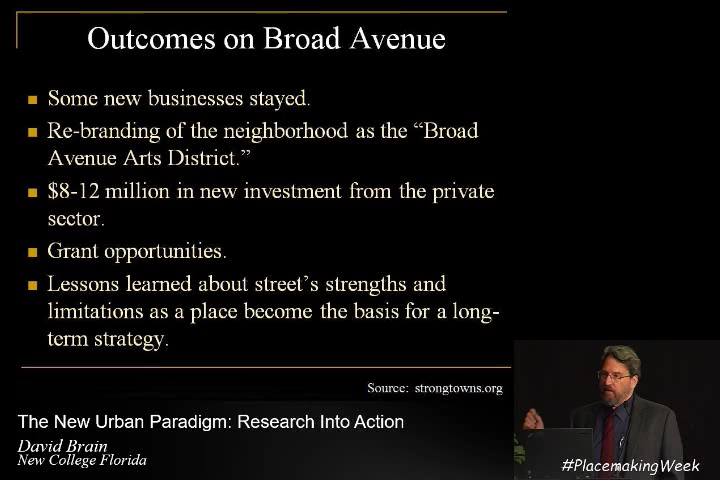 Outcomes on Broad Avenue
Some new businesses stayed.
Re-branding of the neighborhood as the “Broad
Avenue Arts District.”
$8-12 million in new investment from the private
sector.
Grant opportunities.
Lessons learned about street’s strengths and
limitations as a place become the basis for a long-
term strategy.
Source: strongtowns.org
The New Urban Paradigm: Research Into Action
David Brain
New College Florida
#PlacemakingWeek